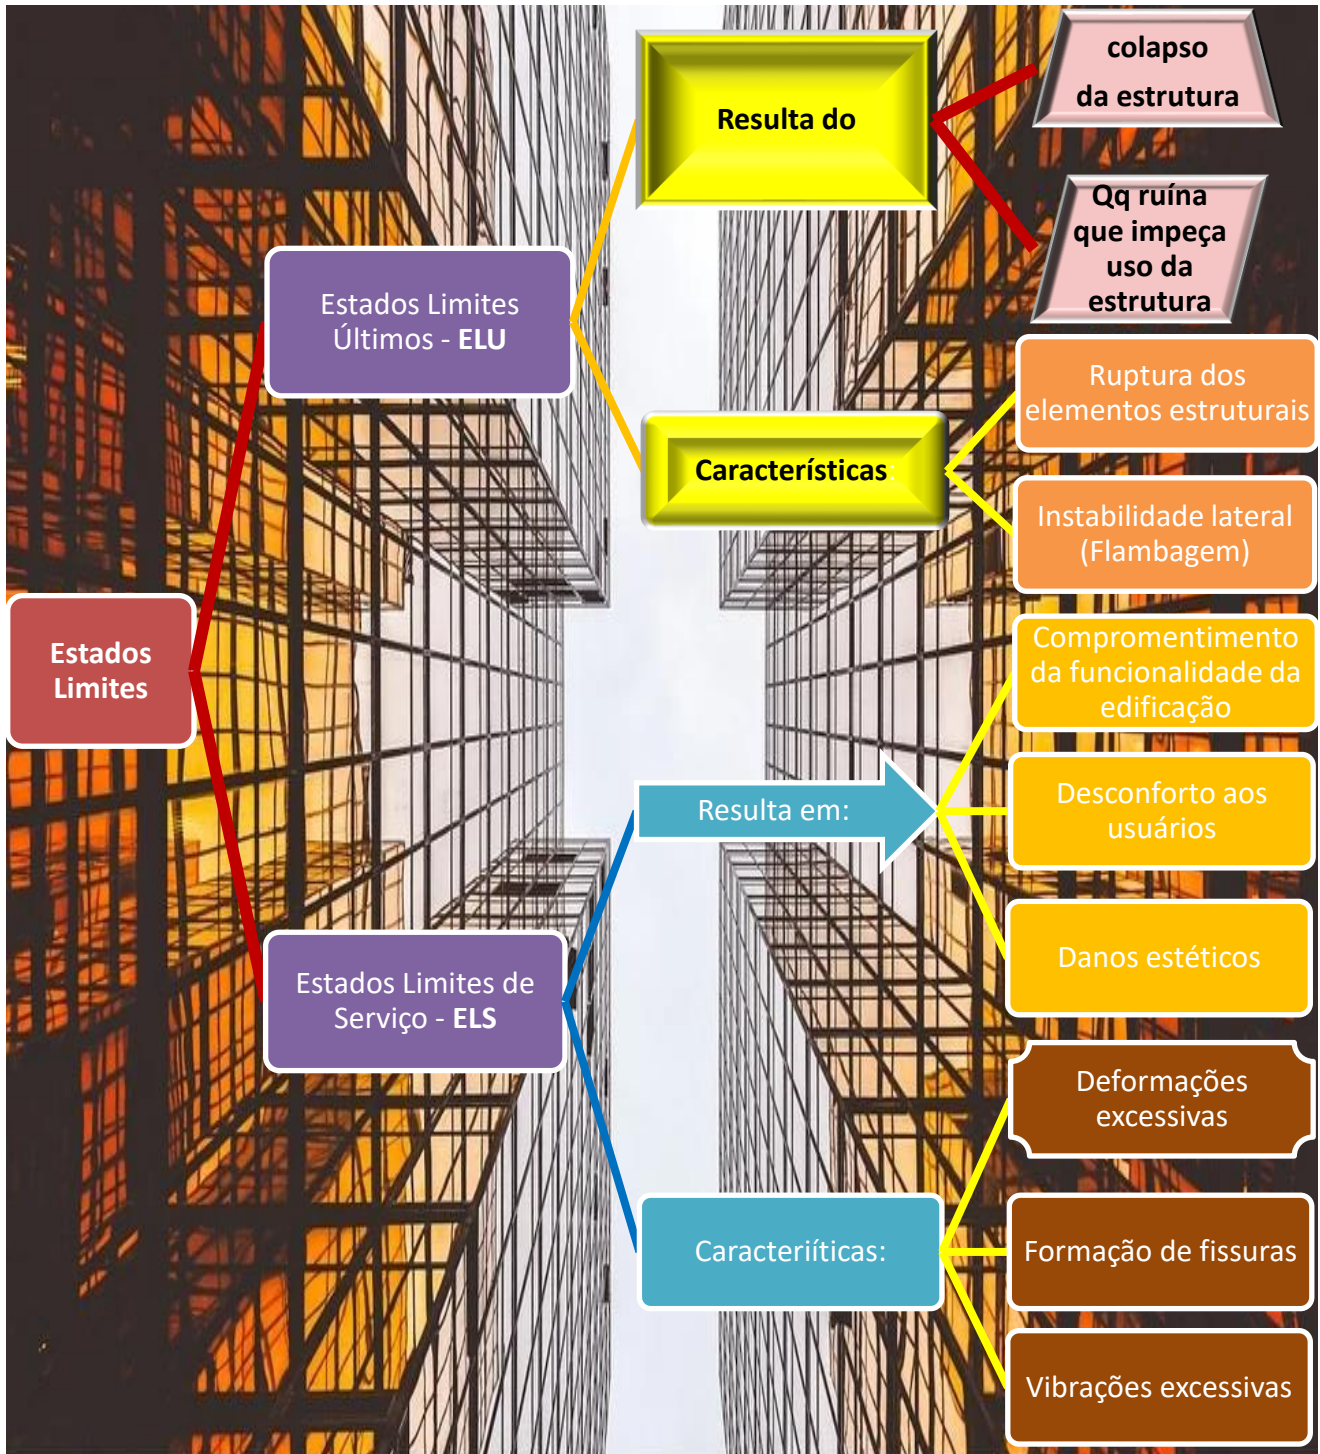 Estados
Limites
Estados Limites
Últimos - ELU
Resulta do
colapso
da estrutura
Qq ruína
que impeça
uso da
estrutura
Características:
Ruptura dos
elementos estruturais
Instabilidade lateral
(Flambagem)
Estados Limites de
Serviço - ELS
Resulta em:
Compromentimento
da funcionalidade da
edificação
Desconforto aos
usuários
Danos estéticos
Caracteriíticas:
Deformações
excessivas
Formação de fissuras
Vibrações excessivas